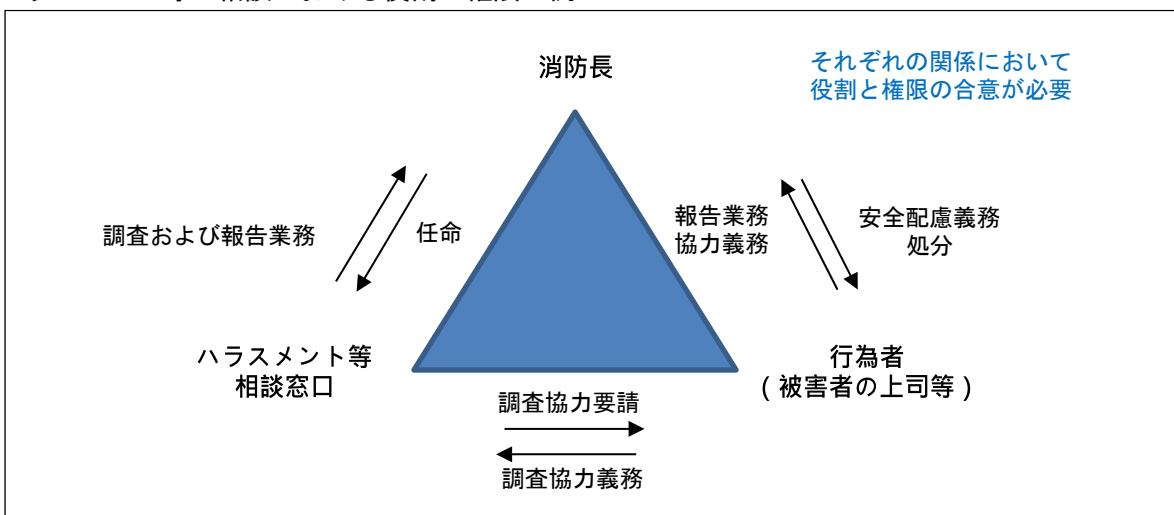 消防長
それぞれの関係において
役割と権限の合意が必要
調査および報告業務
任命
報告業務
協力義務
安全配慮義務
処分
ハラスメント等
相談窓口
行為者
(被害者の上司等)
調査協力要請
調査協力義務